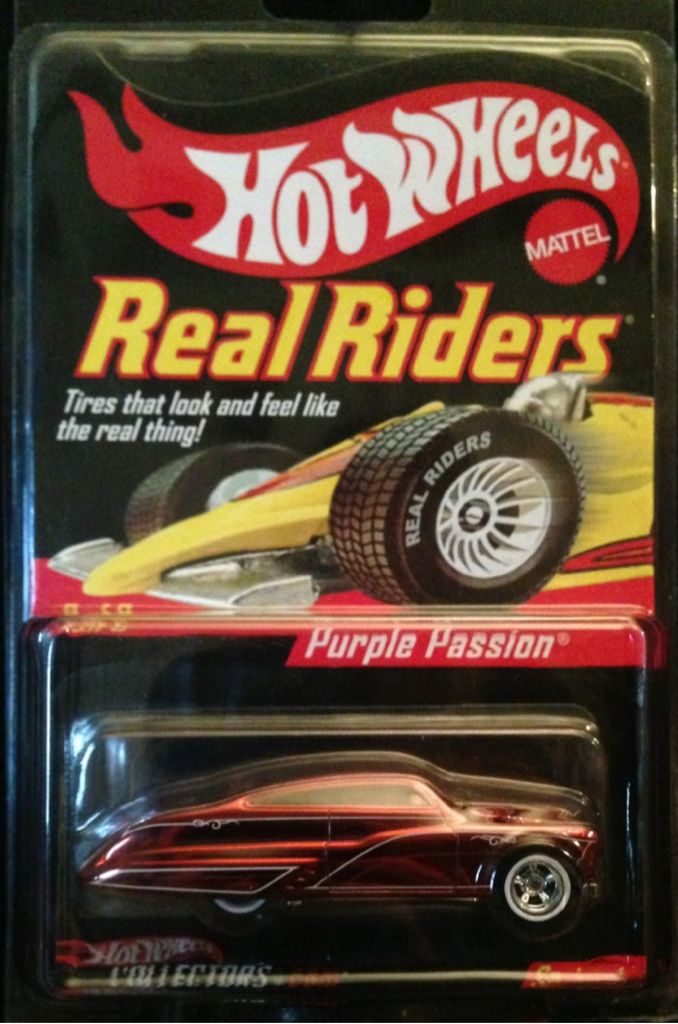 Hot Wheels
MATTEL
Real Riders
Tires that look and feel like
the real thing!
REAL RIDERS
Purple Passion®
Hot Wheels
COLLECTORS